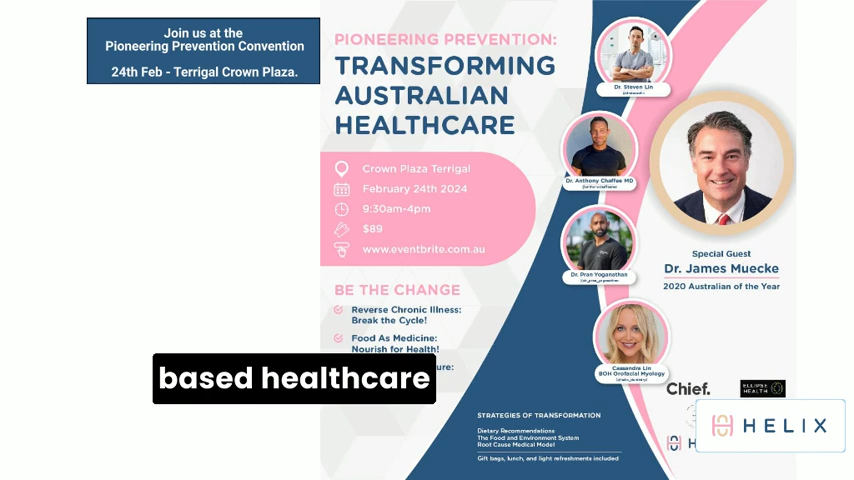 Join us at the
Pioneering Prevention Convention
24th Feb - Terrigal Crown Plaza.
PIONEERING PREVENTION:
TRANSFORMING
AUSTRALIAN
HEALTHCARE
Crown Plaza Terrigal
February 24th 2024
9:30am-4pm
$89
www.eventbrite.com.au
BE THE CHANGE
Reverse Chronic Illness:
Break the Cycle!
Food As Medicine:
Nourish for Health!
based healthcare
Dr. Steven Lin
Dr. Anthony Chaffee MD
Dr. Pran Yoganathan
Cassandra Lin
BOH Orofacial Myology
Special Guest
Dr. James Muecke
2020 Australian of the Year
STRATEGIES OF TRANSFORMATION
Dietary Recommendations
The Food and Environment System
Root Cause Medical Model
Gift bags, lunch, and light refreshments included
Chief.
ELLIPSE
HEALTH
HELIX